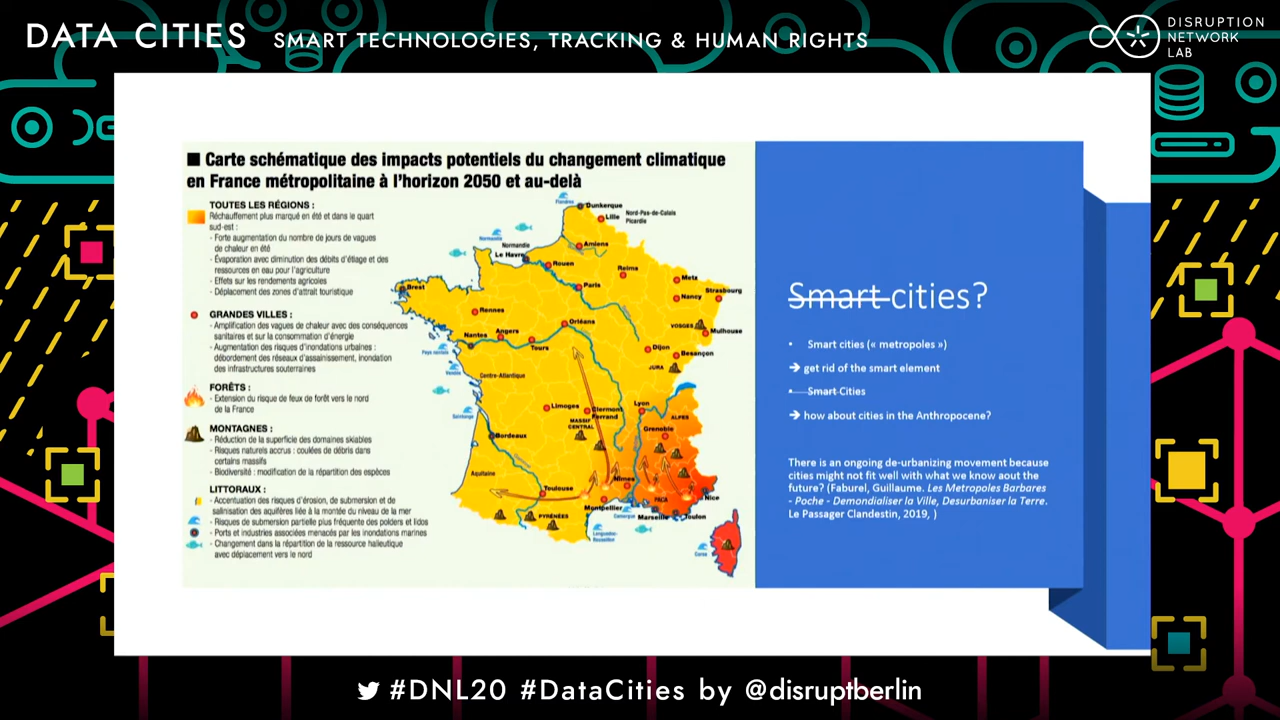 DATA CITIES SMART TECHNOLOGIES, TRACKING & HUMAN RIGHTS
DISRUPTION
NETWORK
LAB
Carte schématique des impacts potentiels du changement climatique
en France métropolitaine à l'horizon 2050 et au-delà
TOUTES LES RÉGIONS :
Réchauffement plus marqué en été et dans le quart
sud-est :
- Forte augmentation du nombre de jours de vagues
de chaleur en été
- Évaporation avec diminution des débits d'étiage et des
ressources en eau pour l'agriculture
- Effets sur les rendements agricoles
- Déplacement des zones d'attrait touristique
GRANDES VILLES :
- Amplification des vagues de chaleur avec des conséquences
sanitaires et sur la consommation d'énergie
- Augmentation des risques d'inondations urbaines :
débordement des réseaux d'assainissement, inondation
des infrastructures souterraines
FORÊTS :
- Extension du risque de feux de forêt vers le nord
de la France
MONTAGNES :
- Réduction de la superficie des domaines skiables
- Risques naturels accrus : coulées de débris dans
certains massifs
- Biodiversité : modification de la répartition des espèces
LITTORAUX :
- Accentuation des risques d'érosion, de submersion et de
salinisation des aquifères liée à la montée du niveau de la mer
- Risques de submersion partielle plus fréquente des polders et lidos
- Ports et industries associées menacés par les inondations marines
- Changement dans la répartition de la ressource halieutique
avec déplacement vers le nord
Flandres
Dunkerque
Lille
Nord-Pas-de-Calais
Picardie
Normandie
Normandie
Amiens
Le Havre
Rouen
Reims
Metz
Paris
Strasbourg
Nancy
Brest
Rennes
Orléans
VOSGES
Mulhouse
Nantes
Angers
Tours
Dijon
Besançon
Pays nantais
JURA
Vendée
Centre-Atlantique
Saintonge
Limoges
Clermont
Ferrand
Lyon
ALPES
MASSIF
CENTRAL
Grenoble
Bordeaux
Aquitaine
Toulouse
Nîmes
PACA
Nice
Montpellier
Camargue
Marseille
Toulon
PYRÉNÉES
Languedoc-
Roussillon
Corse
Smart cities?
• Smart cities (« metropoles »)
➔ get rid of the smart element
• Smart Cities
➔ how about cities in the Anthropocene?
There is an ongoing de-urbanizing movement because
cities might not fit well with what we know aout the
future? (Faburel, Guillaume. Les Metropoles Barbares
- Poche - Demondialiser la Ville, Desurbaniser la Terre.
Le Passager Clandestin, 2019, )
#DNL20 #DataCities by @disruptberlin